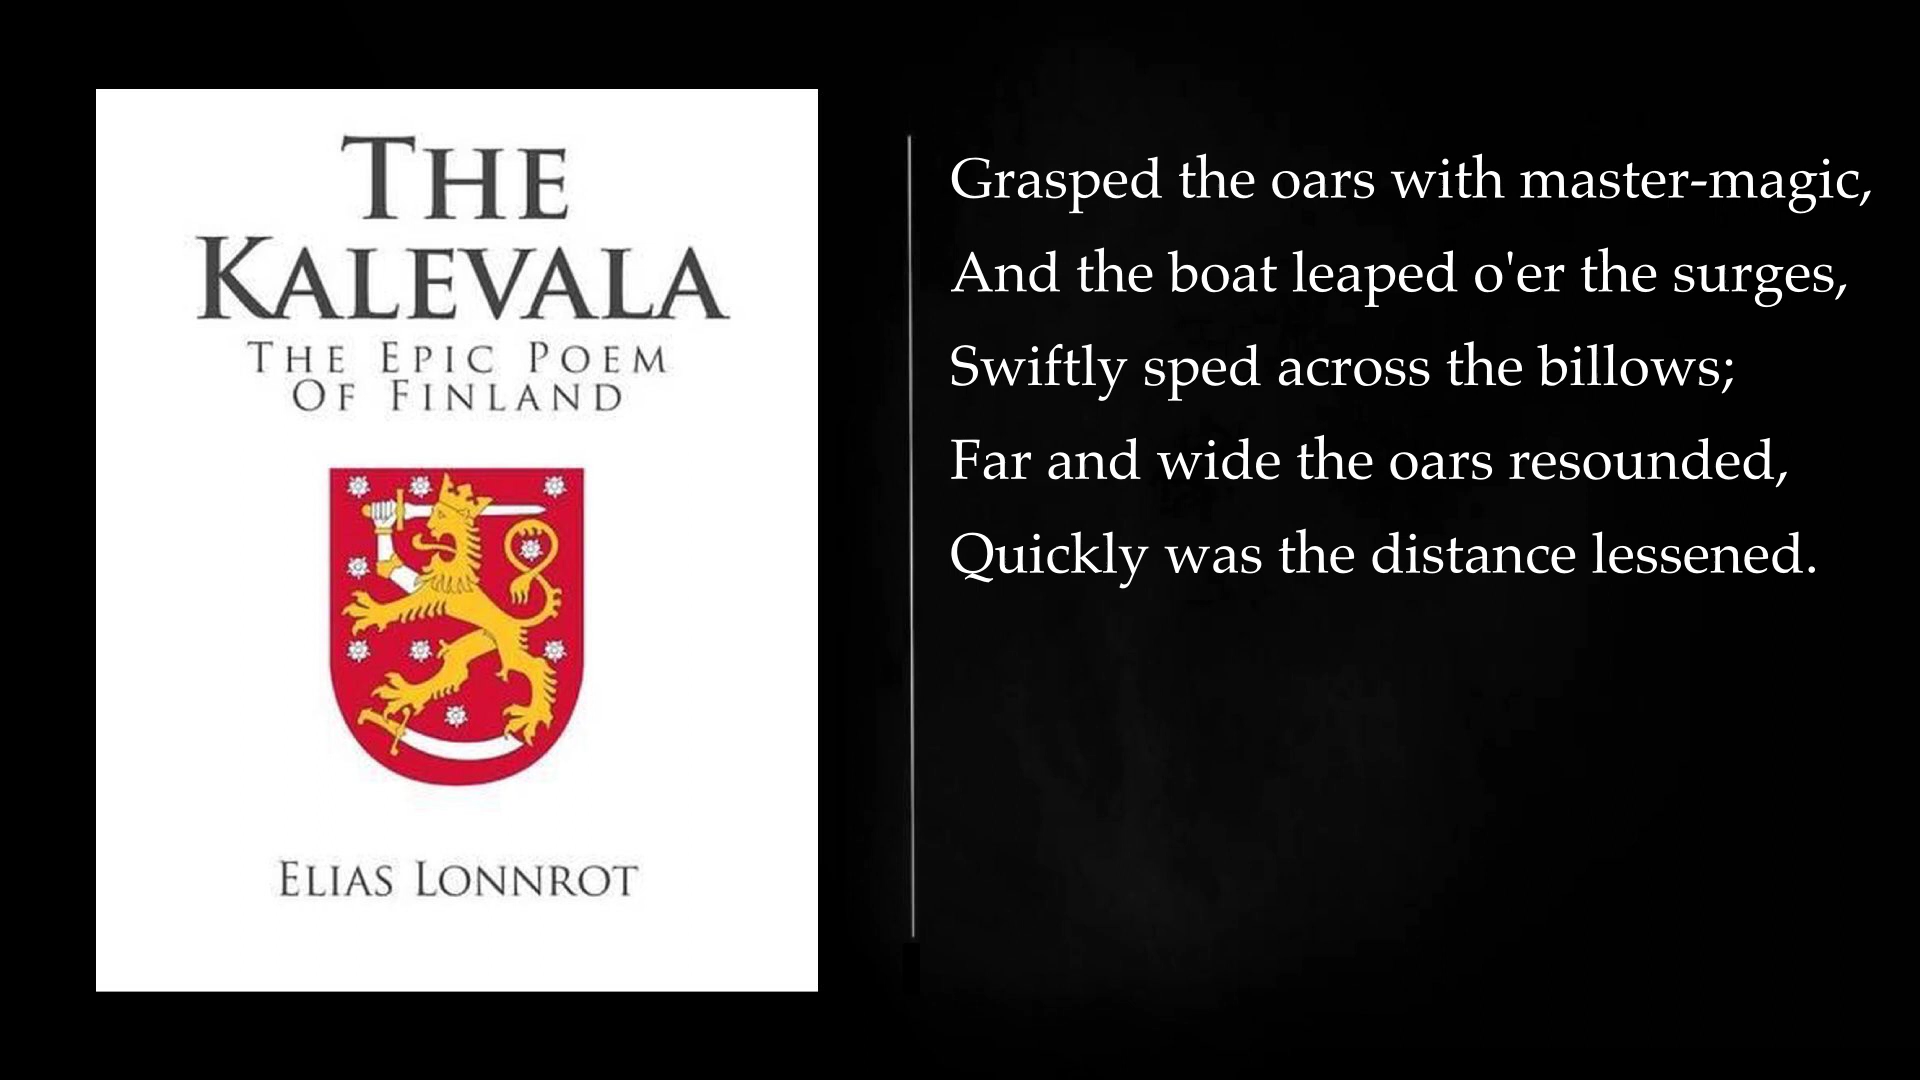 THE
KALEVALA
THE EPIC POEM
OF FINLAND
ELIAS LONNROT
Grasped the oars with master-magic,
And the boat leaped o'er the surges,
Swiftly sped across the billows;
Far and wide the oars resounded,
Quickly was the distance lessened.